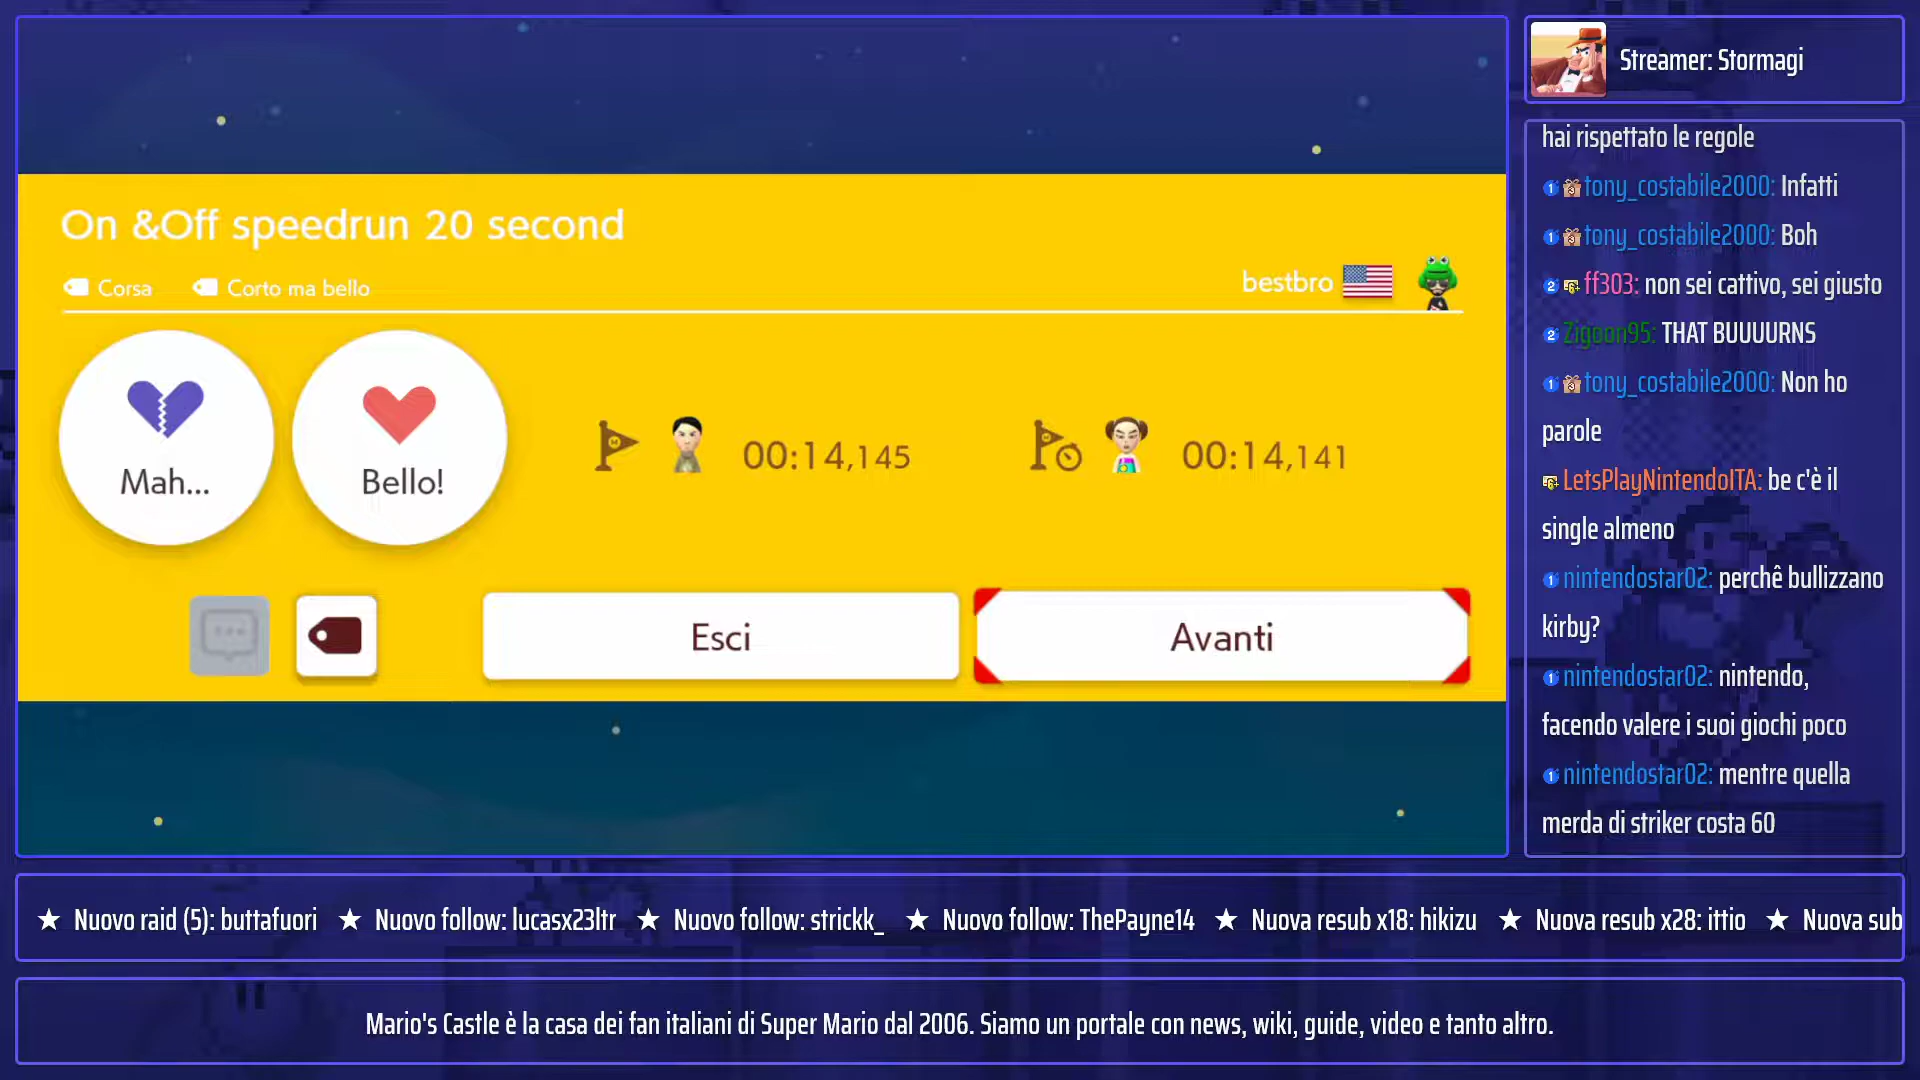 Streamer: Stormagi
On &Off speedrun 20 second
Corsa
Corto ma bello
bestbro
Mah...
Bello!
00:14,145
00:14,141
Esci
Avanti
hai rispettato le regole
tony_costabile2000: Infatti
tony_costabile2000: Boh
ff303: non sei cattivo, sei giusto
Zigoon95: THAT BUUUURNS
tony_costabile2000: Non ho
parole
LetsPlayNintendoITA: be c'è il
single almeno
nintendostar02: perchê bullizzano
kirby?
nintendostar02: nintendo,
facendo valere i suoi giochi poco
nintendostar02: mentre quella
merda di striker costa 60
★ Nuovo raid (5): buttafuori ★ Nuovo follow: lucasx23ltr ★ Nuovo follow: strickk_ ★ Nuovo follow: ThePayne14 ★ Nuova resub x18: hikizu ★ Nuova resub x28: ittio ★ Nuova sub
Mario's Castle è la casa dei fan italiani di Super Mario dal 2006. Siamo un portale con news, wiki, guide, video e tanto altro.